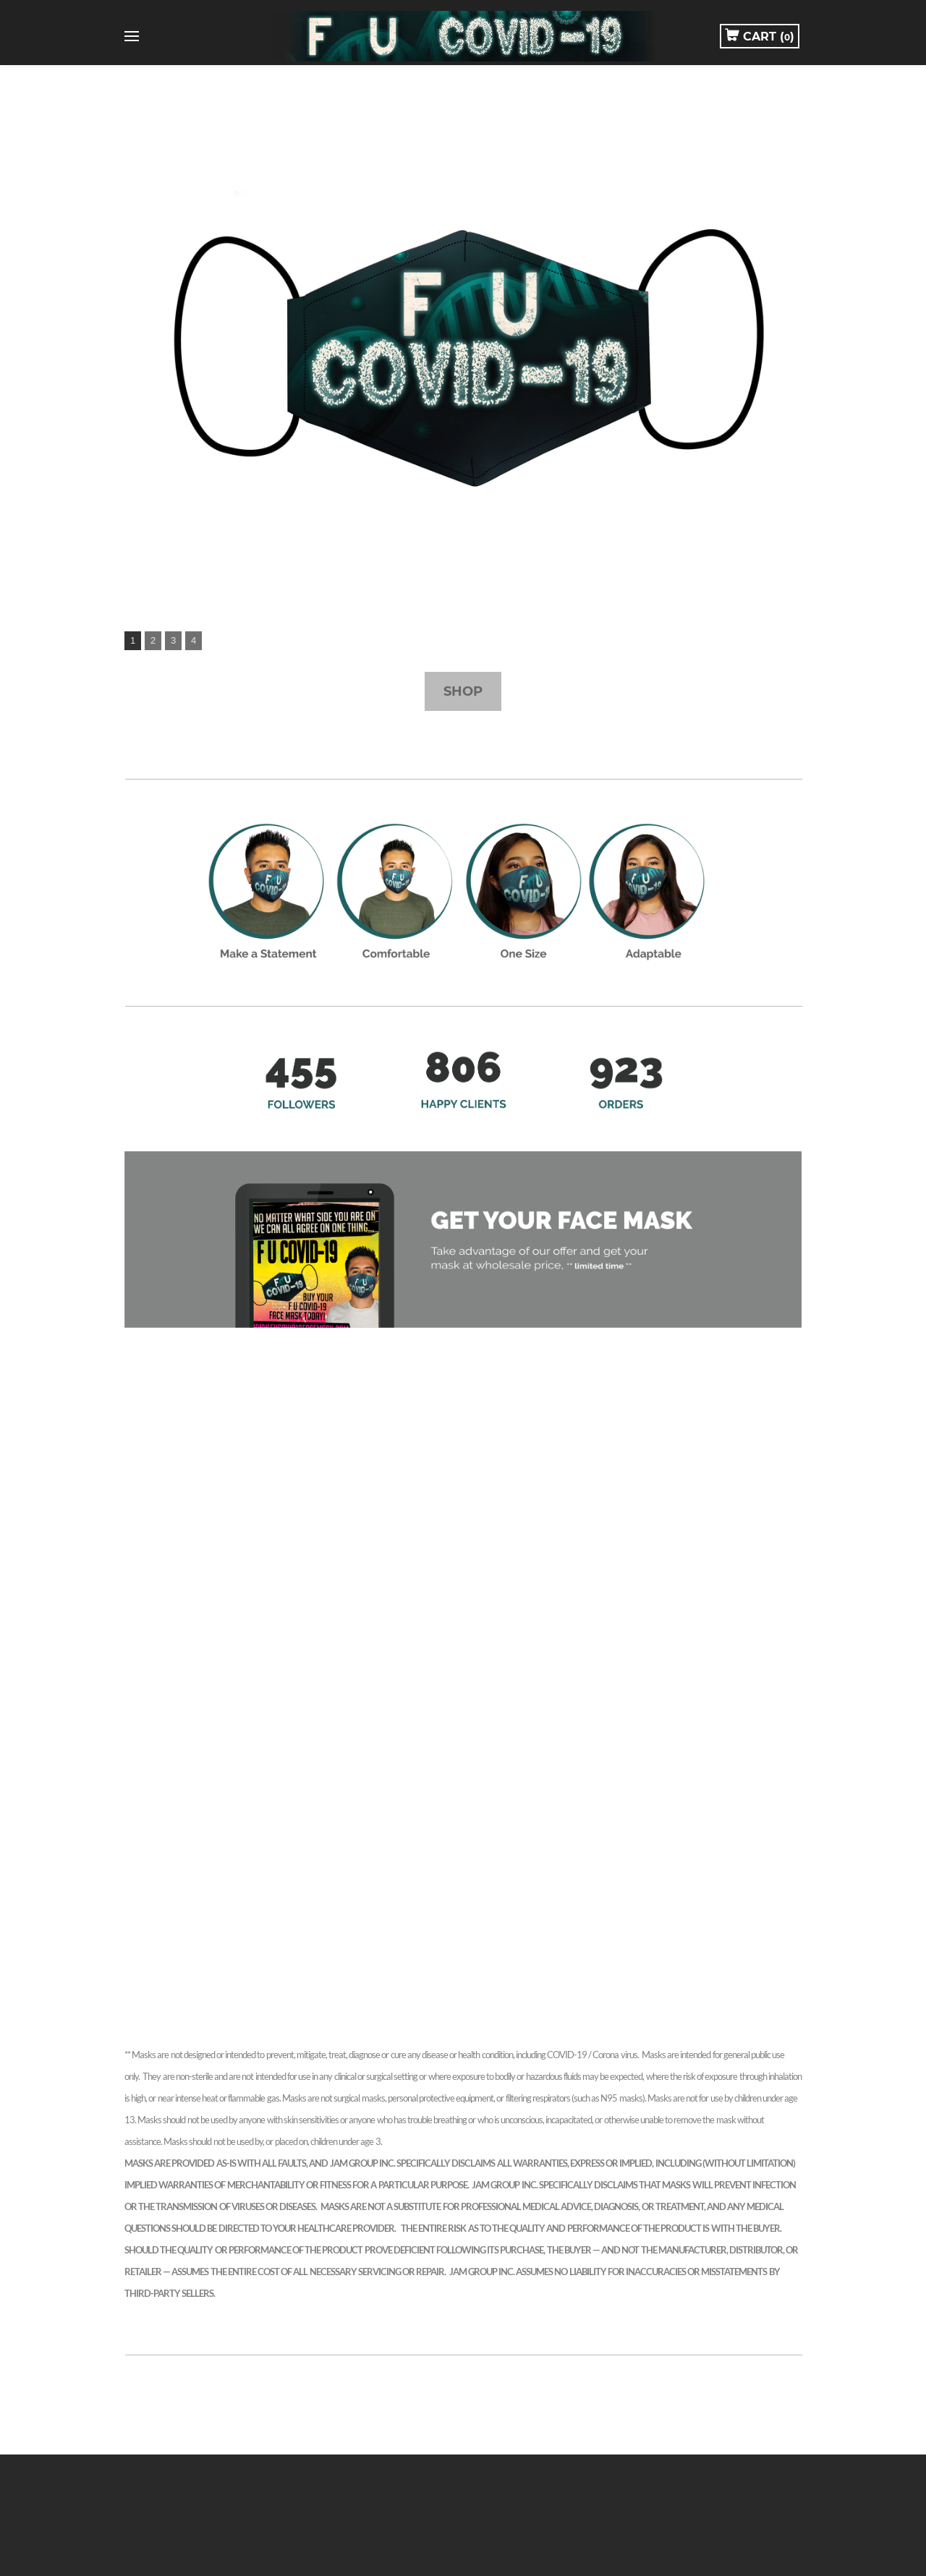 F U COVID-19
CART (0)
F U
COVID-19
1 2 3 4
SHOP
F U
COVID-19
F U
COVID-19
F U
COVID-19
F U
COVID-19
Make a Statement
Comfortable
One Size
Adaptable
455
806
923
FOLLOWERS
HAPPY CLIENTS
ORDERS
NO MATTER WHAT SIDE YOU ARE ON
WE CAN ALL AGREE ON ONE THING...
F U COVID-19
F U
COVID-19
BUY YOUR
F U COVID-19
FACE MASK TODAY!
GET YOUR FACE MASK
Take advantage of our offer and get your
mask at wholesale price, ** limited time **
** Masks are not designed or intended to prevent, mitigate, treat, diagnose or cure any disease or health condition, including COVID-19 / Corona virus. Masks are intended for general public use
only. They are non-sterile and are not intended for use in any clinical or surgical setting or where exposure to bodily or hazardous fluids may be expected, where the risk of exposure through inhalation
is high, or near intense heat or flammable gas. Masks are not surgical masks, personal protective equipment, or filtering respirators (such as N95 masks). Masks are not for use by children under age
13. Masks should not be used by anyone with skin sensitivities or anyone who has trouble breathing or who is unconscious, incapacitated, or otherwise unable to remove the mask without
assistance. Masks should not be used by, or placed on, children under age 3.
MASKS ARE PROVIDED AS-IS WITH ALL FAULTS, AND JAM GROUP INC. SPECIFICALLY DISCLAIMS ALL WARRANTIES, EXPRESS OR IMPLIED, INCLUDING (WITHOUT LIMITATION)
IMPLIED WARRANTIES OF MERCHANTABILITY OR FITNESS FOR A PARTICULAR PURPOSE. JAM GROUP INC. SPECIFICALLY DISCLAIMS THAT MASKS WILL PREVENT INFECTION
OR THE TRANSMISSION OF VIRUSES OR DISEASES. MASKS ARE NOT A SUBSTITUTE FOR PROFESSIONAL MEDICAL ADVICE, DIAGNOSIS, OR TREATMENT, AND ANY MEDICAL
QUESTIONS SHOULD BE DIRECTED TO YOUR HEALTHCARE PROVIDER. THE ENTIRE RISK AS TO THE QUALITY AND PERFORMANCE OF THE PRODUCT IS WITH THE BUYER.
SHOULD THE QUALITY OR PERFORMANCE OF THE PRODUCT PROVE DEFICIENT FOLLOWING ITS PURCHASE, THE BUYER — AND NOT THE MANUFACTURER, DISTRIBUTOR, OR
RETAILER — ASSUMES THE ENTIRE COST OF ALL NECESSARY SERVICING OR REPAIR. JAM GROUP INC. ASSUMES NO LIABILITY FOR INACCURACIES OR MISSTATEMENTS BY
THIRD-PARTY SELLERS.